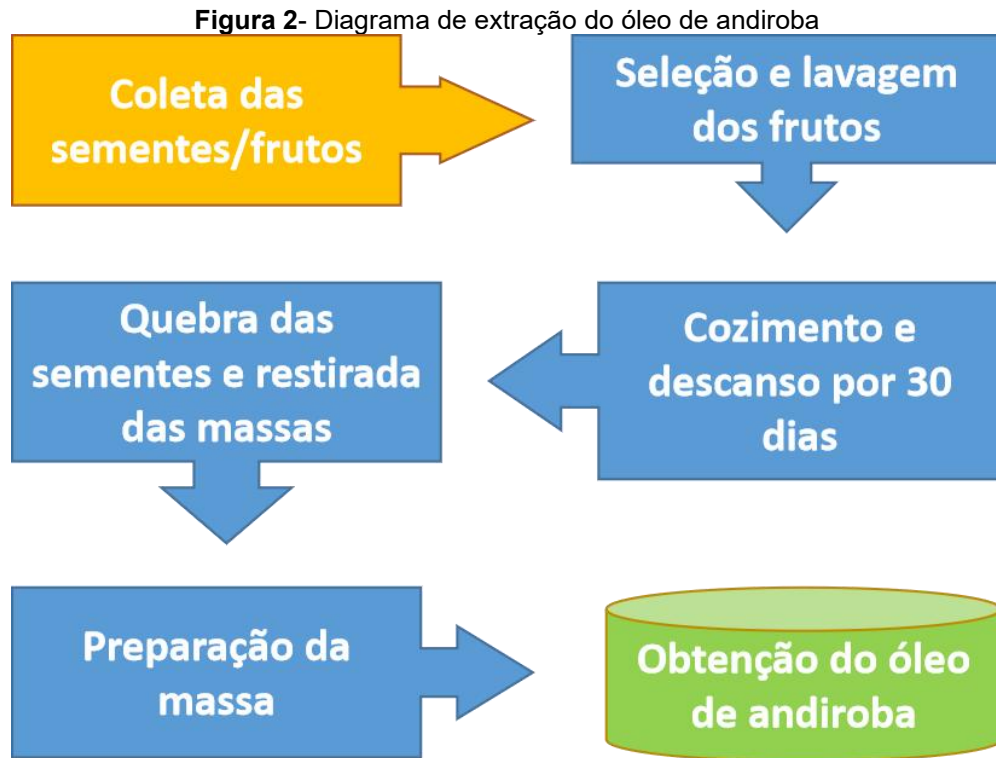 Figura 2- Diagrama de extração do óleo de andiroba
Coleta das
sementes/frutos
Seleção e lavagem
dos frutos
Cozimento e
descanso por 30
dias
Quebra das
sementes e restirada
das massas
Preparação da
massa
Obtenção do óleo
de andiroba